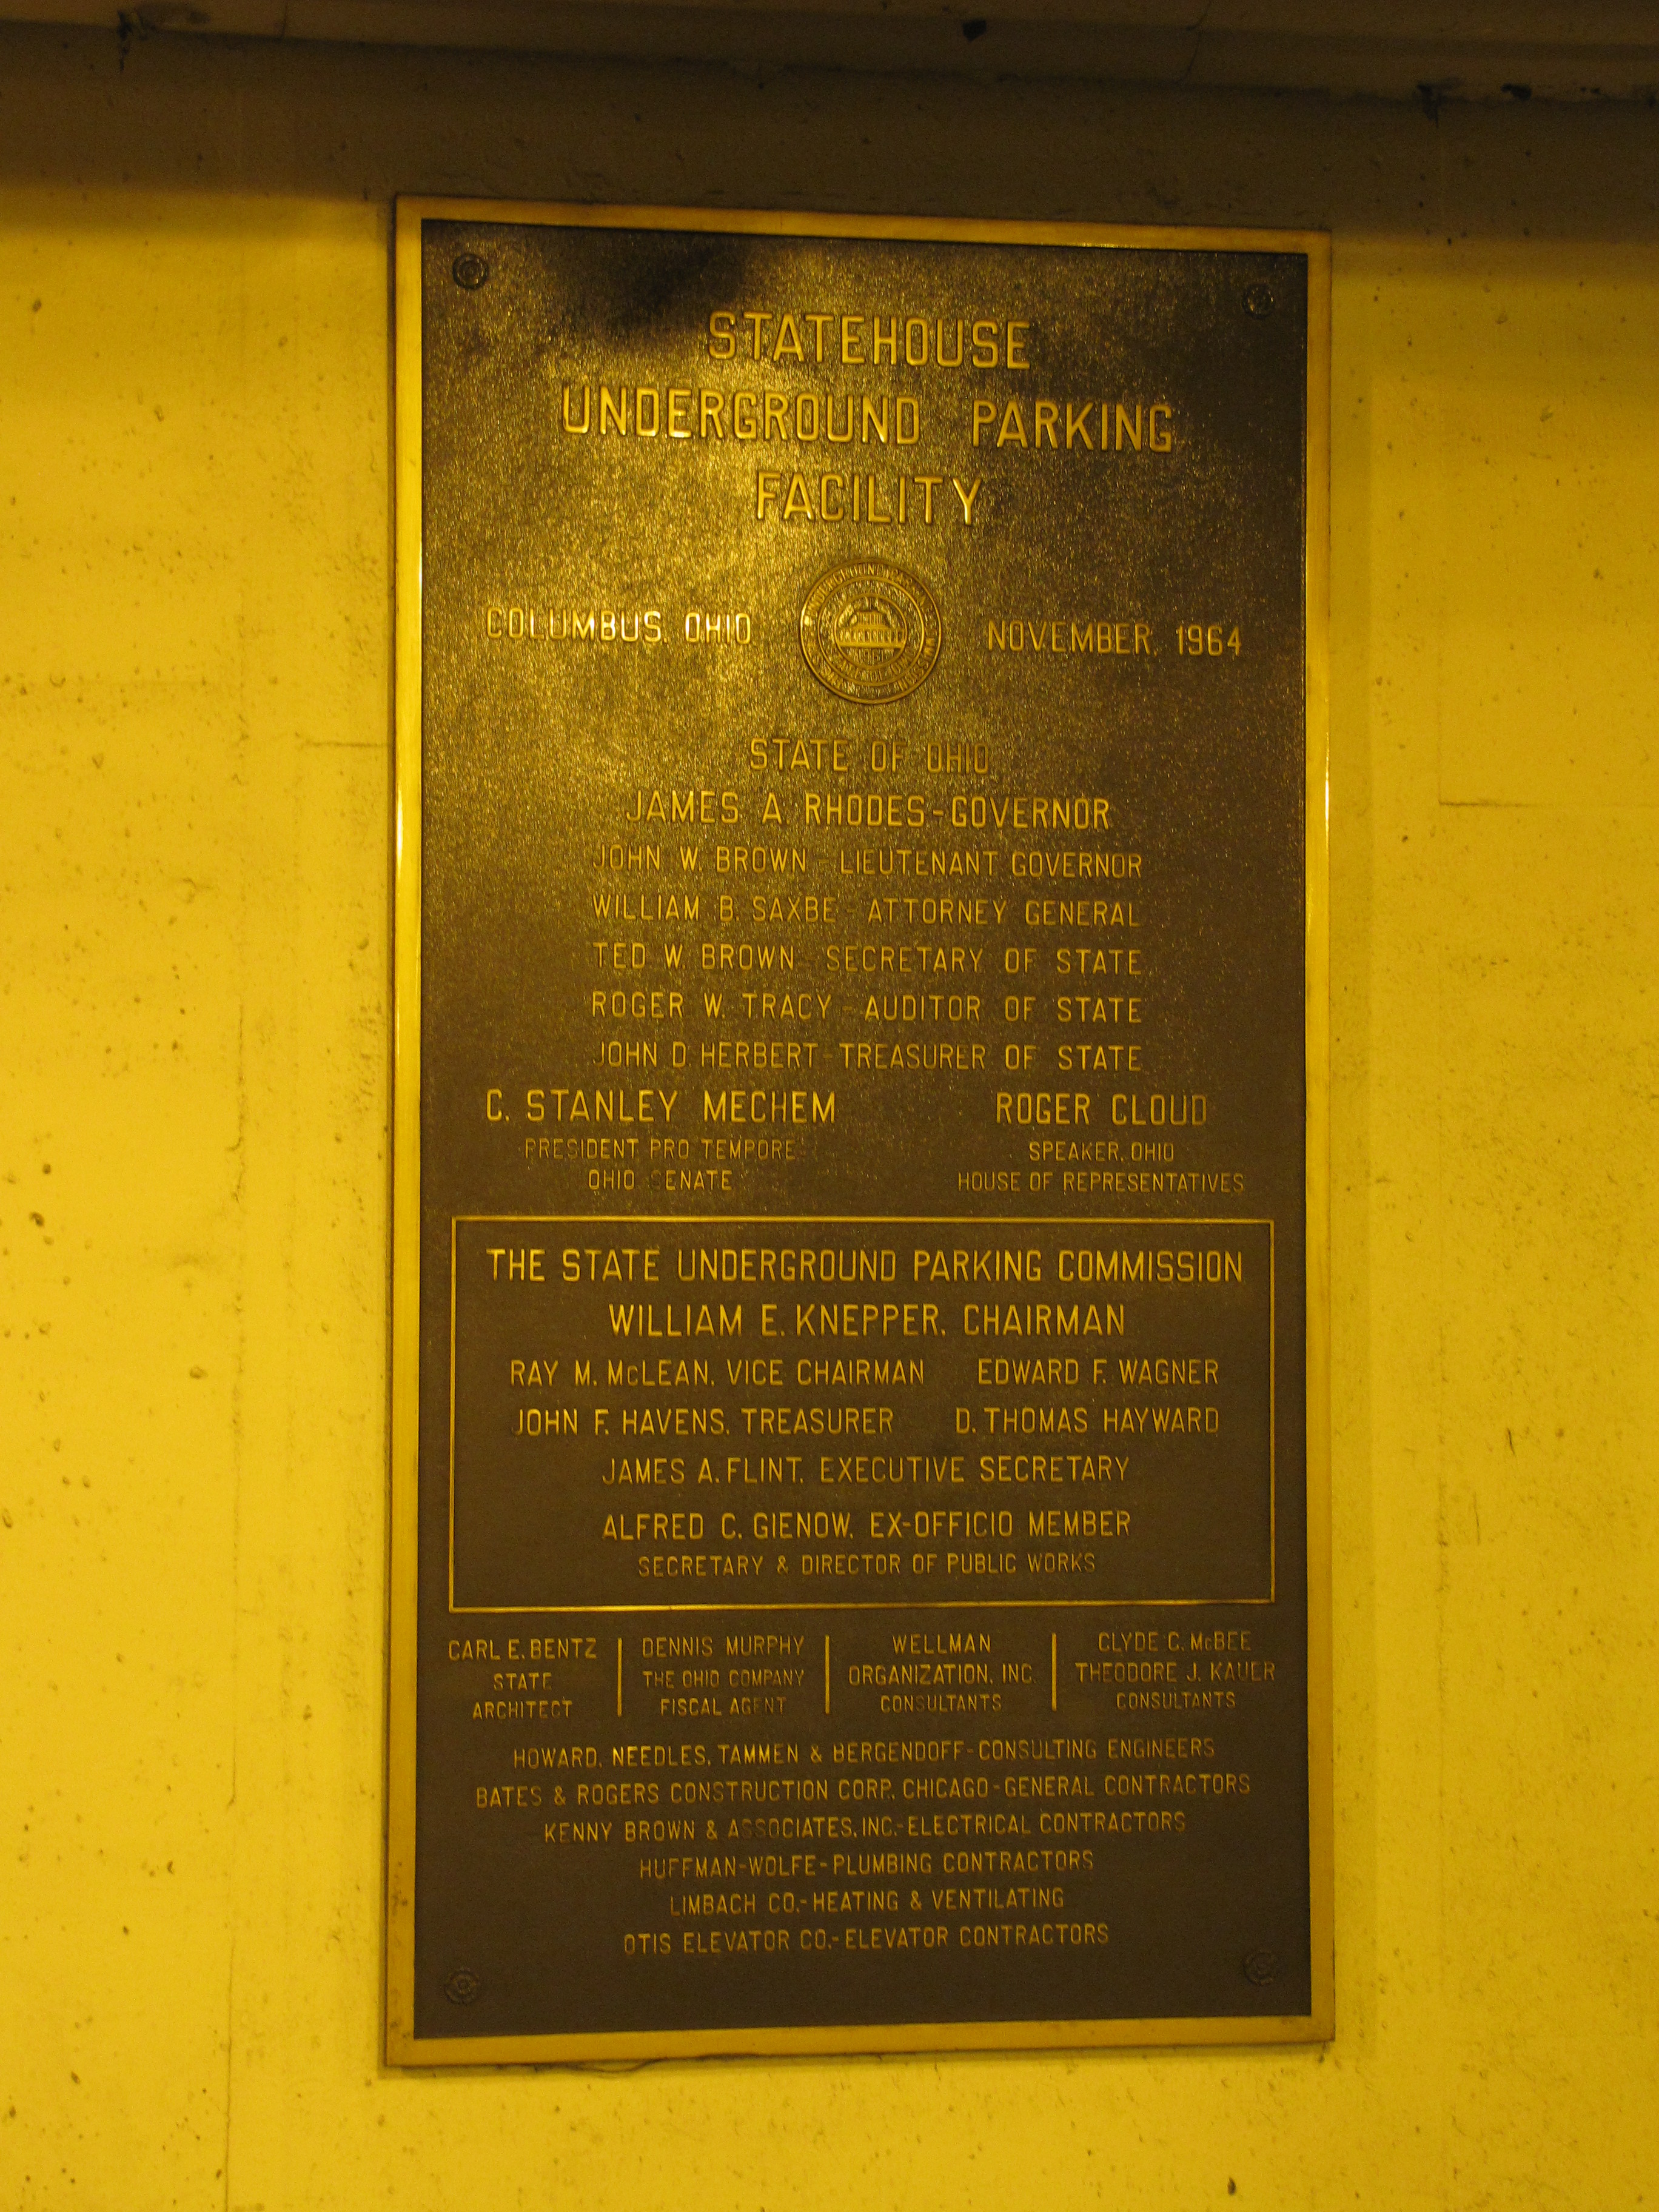 STATEHOUSE
UNDERGROUND PARKING
FACILITY
COLUMBUS, OHIO
NOVEMBER, 1964
STATE OF OHIO
JAMES A. RHODES-GOVERNOR
JOHN W. BROWN-LIEUTENANT GOVERNOR
WILLIAM B. SAXBE-ATTORNEY GENERAL
TED W. BROWN-SECRETARY OF STATE
ROGER W. TRACY-AUDITOR OF STATE
JOHN D. HERBERT-TREASURER OF STATE
C. STANLEY MECHEM
PRESIDENT PRO TEMPORE
OHIO SENATE
ROGER CLOUD
SPEAKER, OHIO
HOUSE OF REPRESENTATIVES
THE STATE UNDERGROUND PARKING COMMISSION
WILLIAM E. KNEPPER, CHAIRMAN
RAY M. McLEAN, VICE CHAIRMAN EDWARD F. WAGNER
JOHN F. HAVENS, TREASURER D. THOMAS HAYWARD
JAMES A. FLINT, EXECUTIVE SECRETARY
ALFRED C. GIENOW, EX-OFFICIO MEMBER
SECRETARY & DIRECTOR OF PUBLIC WORKS
CARL E. BENTZ
STATE
ARCHITECT
DENNIS MURPHY
THE OHIO COMPANY
FISCAL AGENT
WELLMAN
ORGANIZATION, INC.
CONSULTANTS
CLYDE C. McBEE
THEODORE J. KAUER
CONSULTANTS
HOWARD, NEEDLES, TAMMEN & BERGENDOFF-CONSULTING ENGINEERS
BATES & ROGERS CONSTRUCTION CORP., CHICAGO-GENERAL CONTRACTORS
KENNY BROWN & ASSOCIATES, INC.-ELECTRICAL CONTRACTORS
HUFFMAN-WOLFE-PLUMBING CONTRACTORS
LIMBACH CO.-HEATING & VENTILATING
OTIS ELEVATOR CO.-ELEVATOR CONTRACTORS